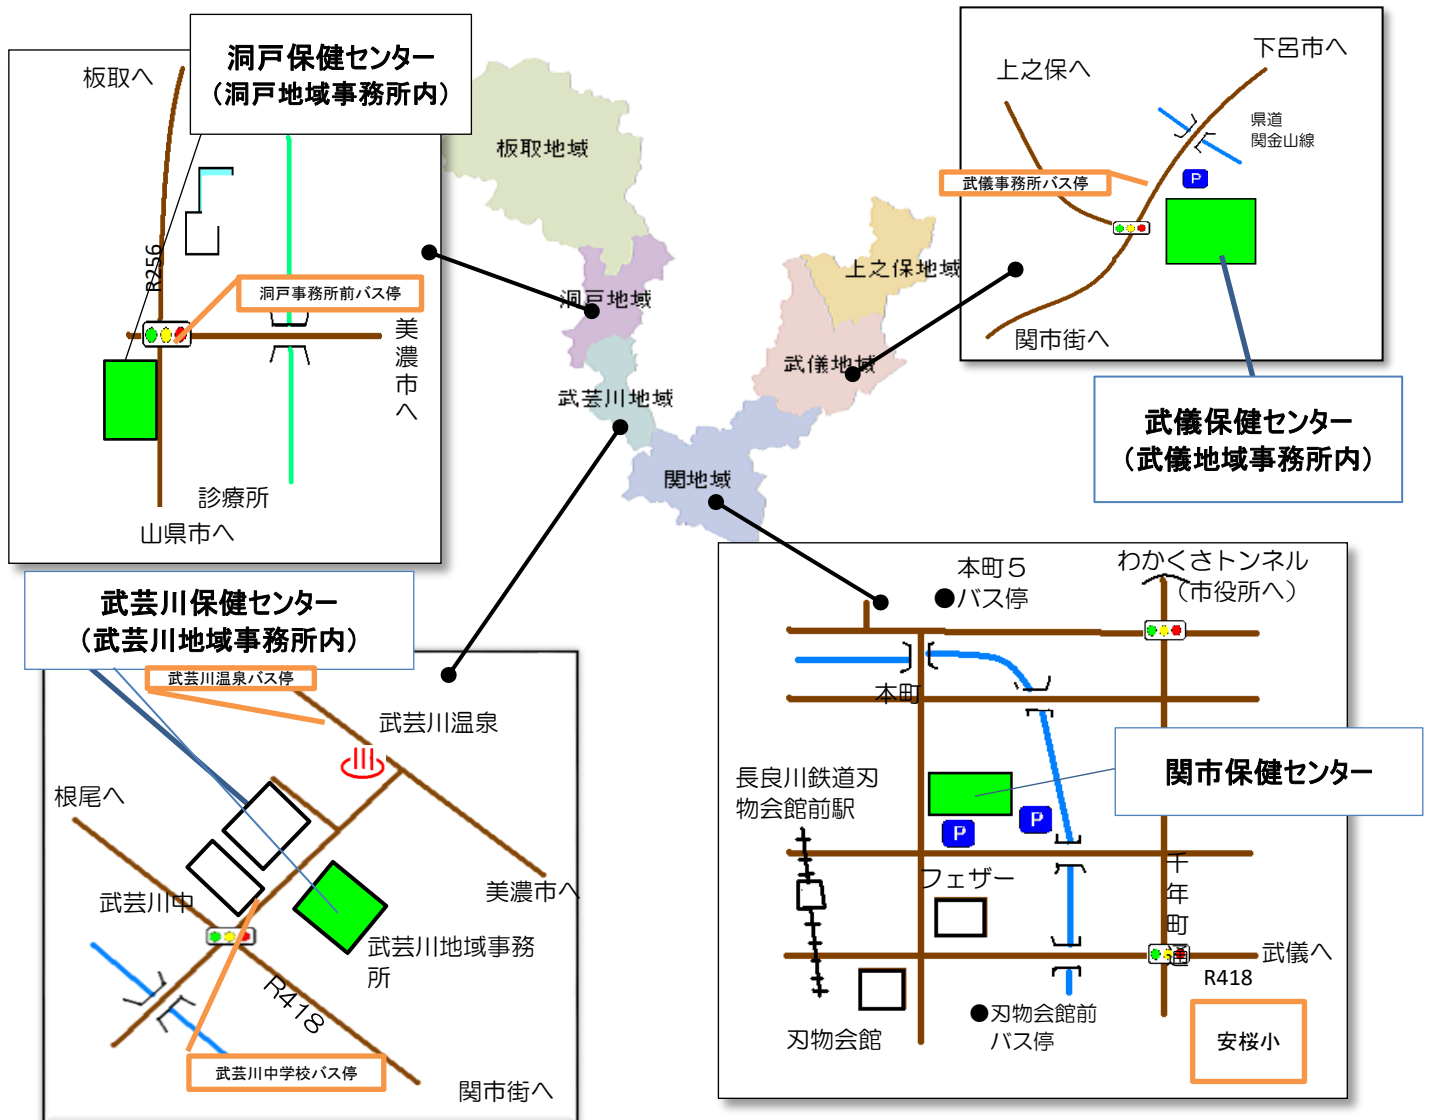 洞戸保健センター
（洞戸地域事務所内）
板取へ
R256
洞戸事務所前バス停
美濃市へ
診療所
山県市へ
板取地域
洞戸地域
武芸川地域
関地域
武儀地域
上之保地域
上之保へ
下呂市へ
県道
関金山線
武儀事務所バス停
P
関市街へ
武儀保健センター
（武儀地域事務所内）
武芸川保健センター
（武芸川地域事務所内）
武芸川温泉バス停
武芸川温泉
根尾へ
美濃市へ
武芸川中
武芸川地域事務
所
R418
武芸川中学校バス停
関市街へ
本町５
●バス停
わかくさトンネル
（市役所へ）
本町
関市保健センター
長良川鉄道刃
物会館前駅
P
P
フェザー
千年町通
武儀へ
R418
刃物会館
●刃物会館前
バス停
安桜小